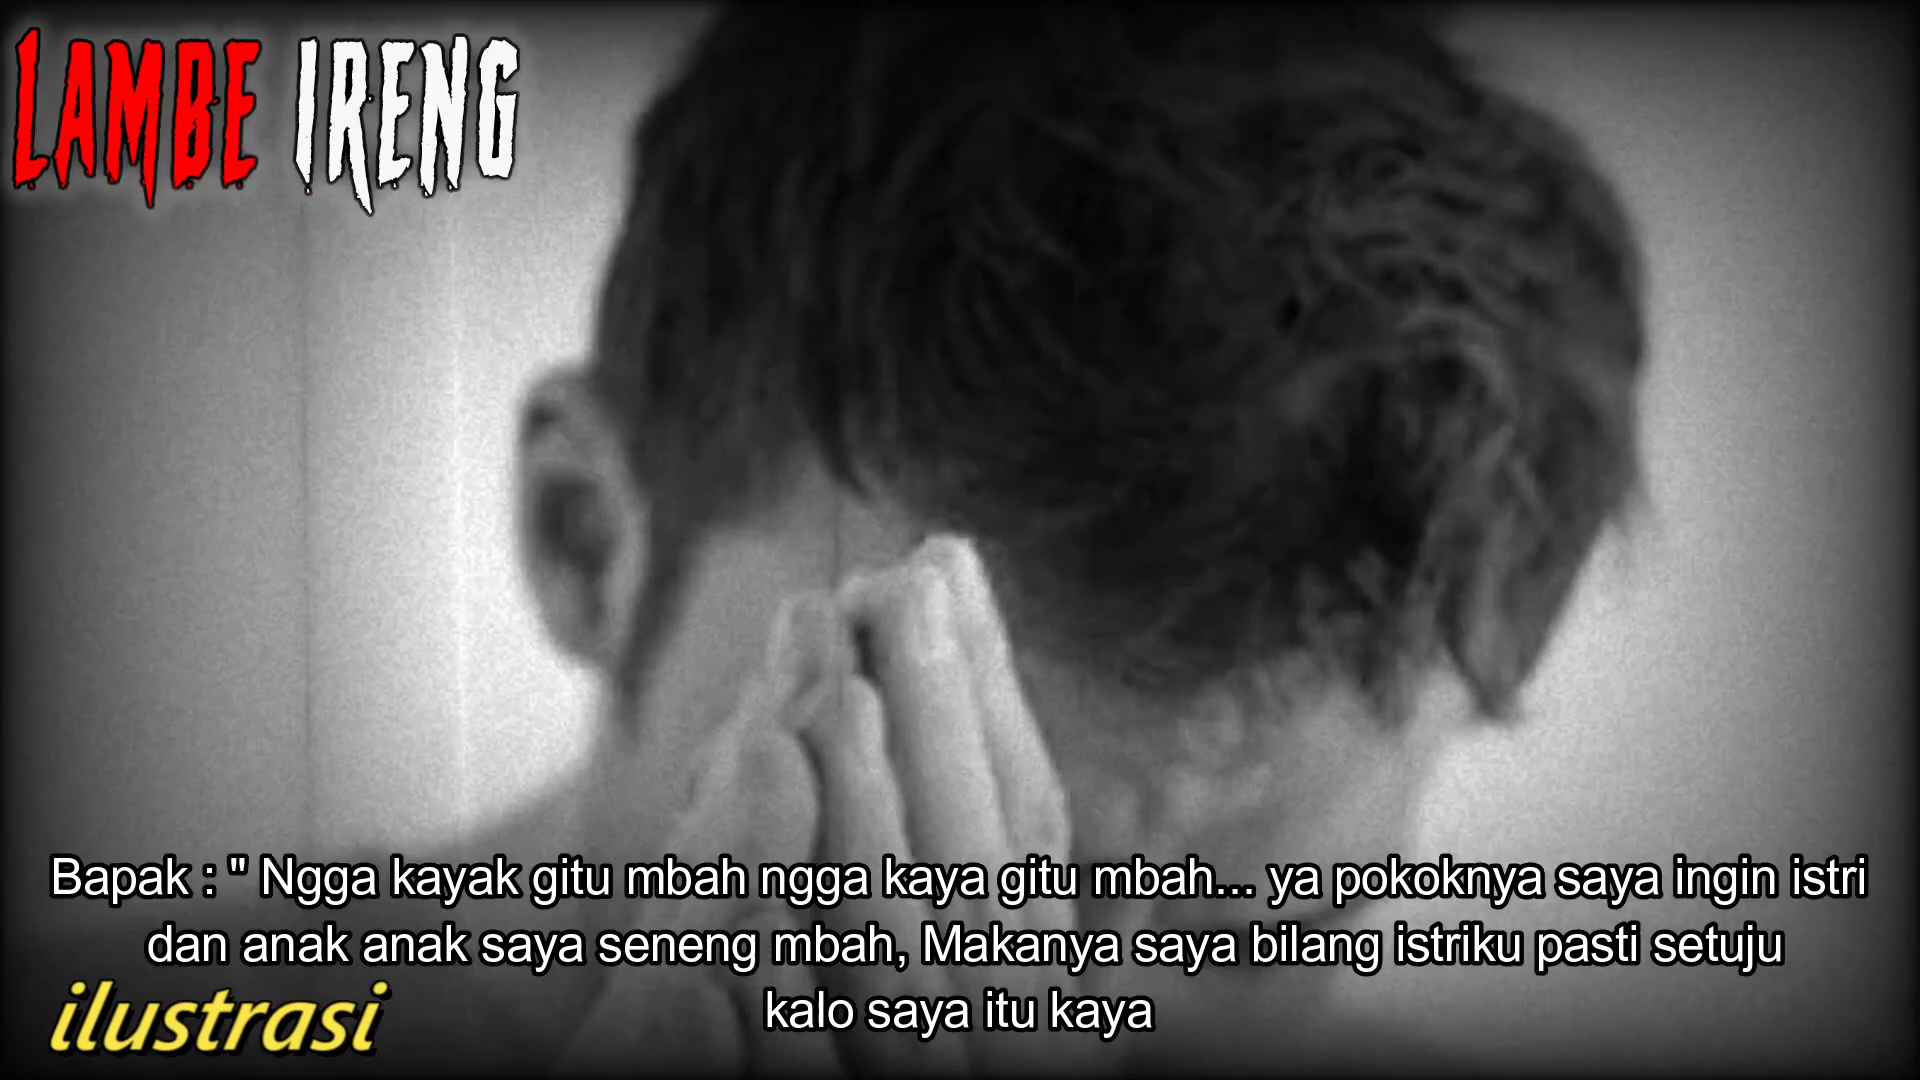 LAMBE IRENG
Bapak : " Ngga kayak gitu mbah ngga kaya gitu mbah... ya pokoknya saya ingin istri
dan anak anak saya seneng mbah, Makanya saya bilang istriku pasti setuju
kalo saya itu kaya
ilustrasi